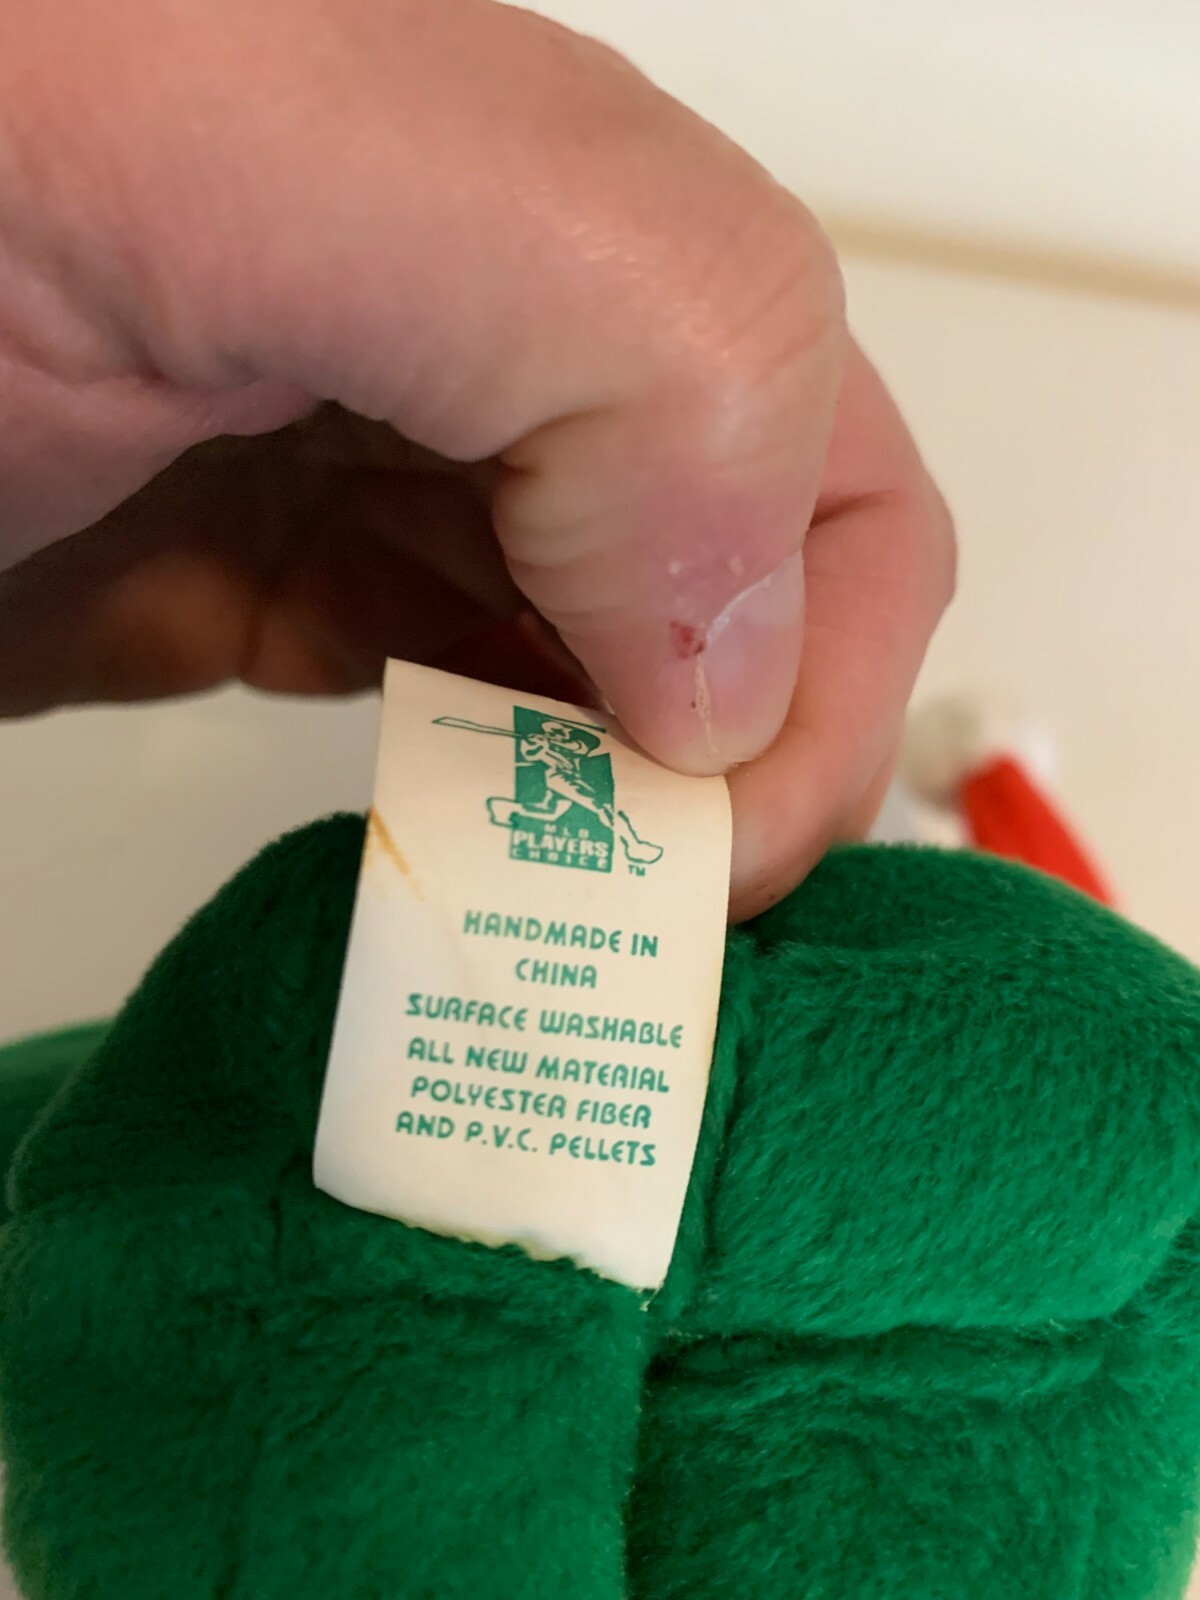 MLB
PLAYERS
CHOICE
TM
HANDMADE IN
CHINA
SURFACE WASHABLE
ALL NEW MATERIAL
POLYESTER FIBER
AND P.V.C. PELLETS